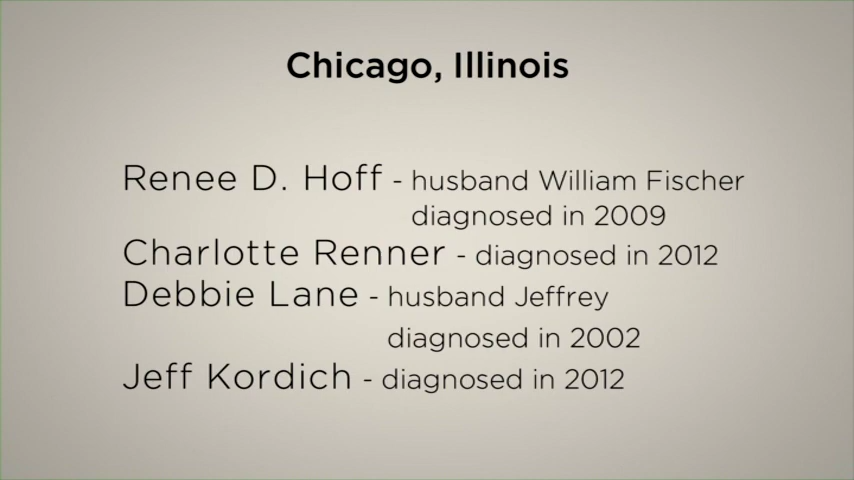 Chicago, Illinois
Renee D. Hoff - husband William Fischer
diagnosed in 2009
Charlotte Renner - diagnosed in 2012
Debbie Lane - husband Jeffrey
diagnosed in 2002
Jeff Kordich - diagnosed in 2012